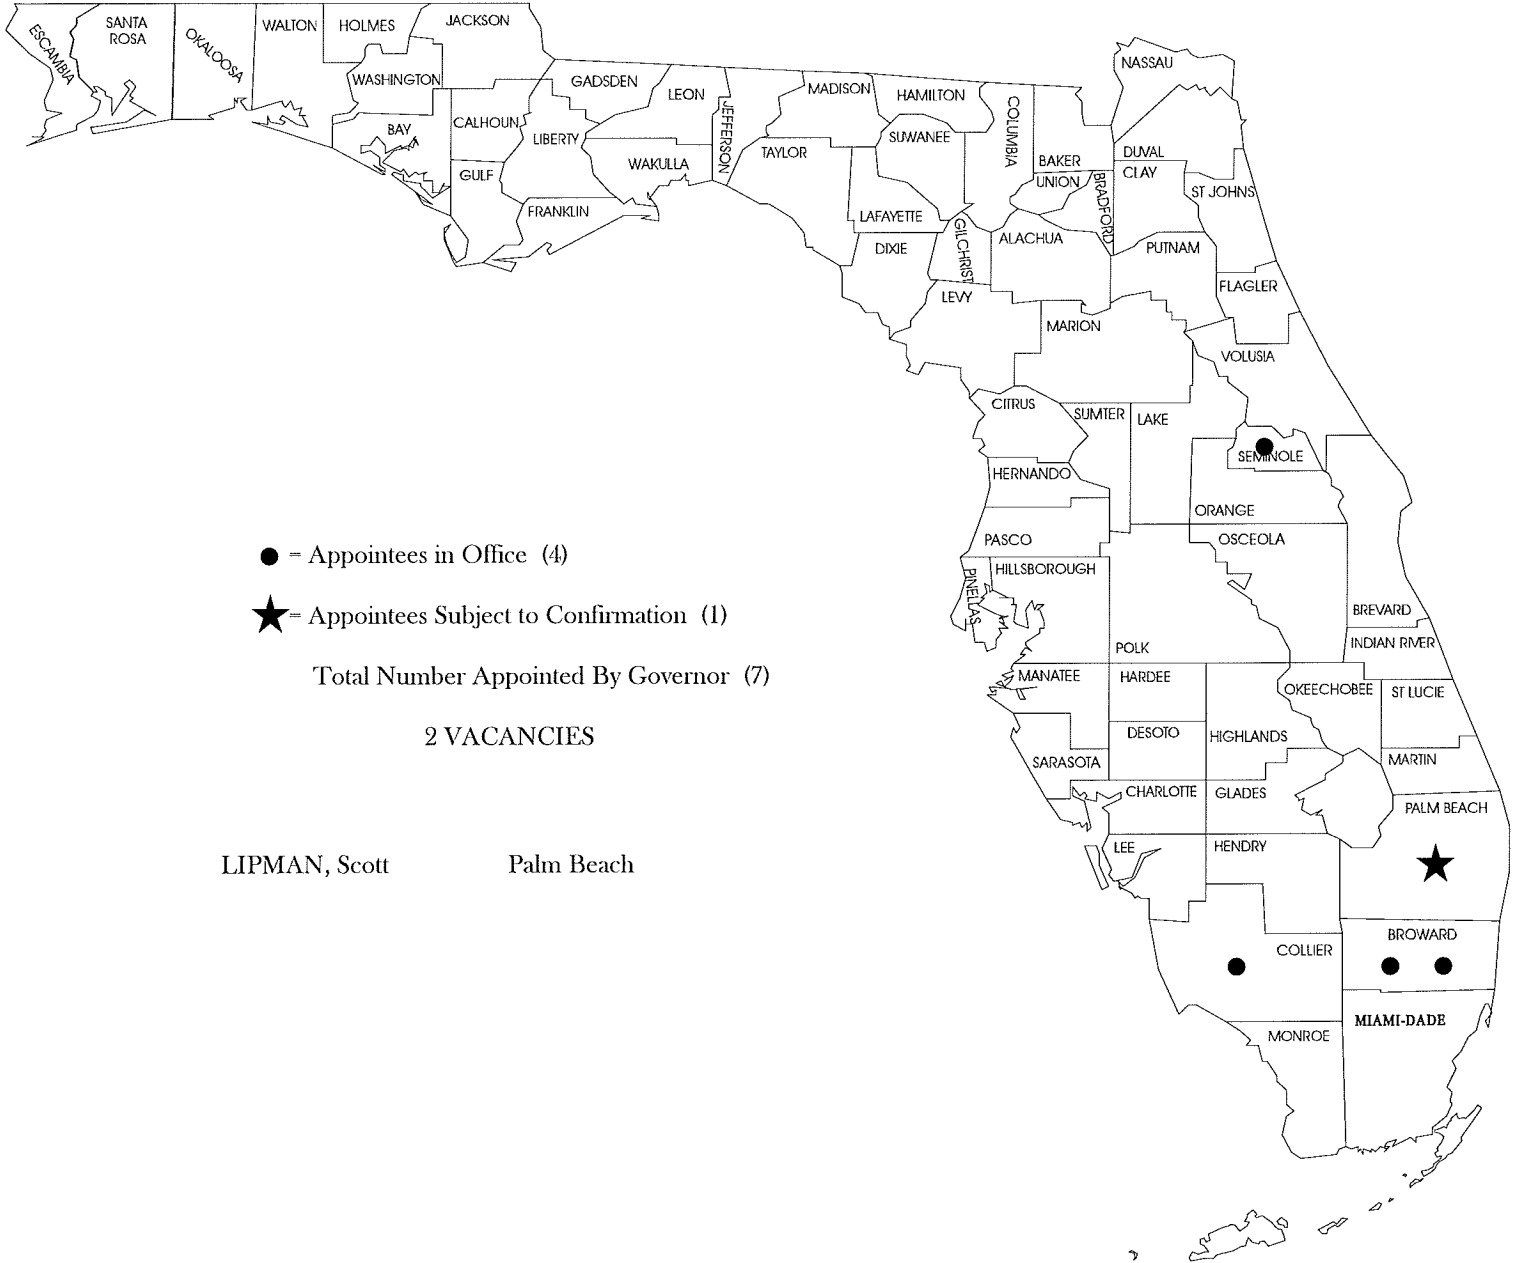 ESCAMBIA
SANTA
ROSA
OKALOOSA
WALTON
HOLMES
JACKSON
WASHINGTON
BAY
CALHOUN
GULF
GADSDEN
LIBERTY
FRANKLIN
LEON
WAKULLA
JEFFERSON
MADISON
TAYLOR
HAMILTON
SUWANEE
LAFAYETTE
DIXIE
COLUMBIA
GILCHRIST
BAKER
UNION
BRADFORD
ALACHUA
LEVY
NASSAU
DUVAL
CLAY
ST JOHNS
PUTNAM
FLAGLER
MARION
VOLUSIA
CITRUS
SUMTER
LAKE
SEMINOLE
HERNANDO
ORANGE
PASCO
OSCEOLA
PINELLAS
HILLSBOROUGH
POLK
BREVARD
INDIAN RIVER
MANATEE
HARDEE
OKEECHOBEE
ST LUCIE
DESOTO
HIGHLANDS
SARASOTA
MARTIN
CHARLOTTE
GLADES
PALM BEACH
LEE
HENDRY
COLLIER
BROWARD
MONROE
MIAMI-DADE
= Appointees in Office (4)
= Appointees Subject to Confirmation (1)
Total Number Appointed By Governor (7)
2 VACANCIES
LIPMAN, Scott Palm Beach